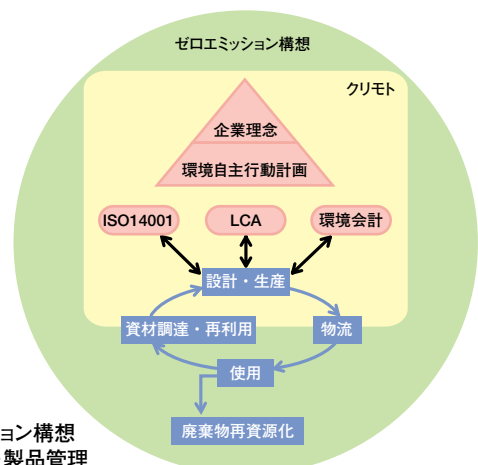 ゼロエミッション構想
クリモト
企業理念
環境自主行動計画
ISO14001
LCA
環境会計
設計・生産
資材調達・再利用
物流
使用
廃棄物再資源化
ョン構想
製品管理